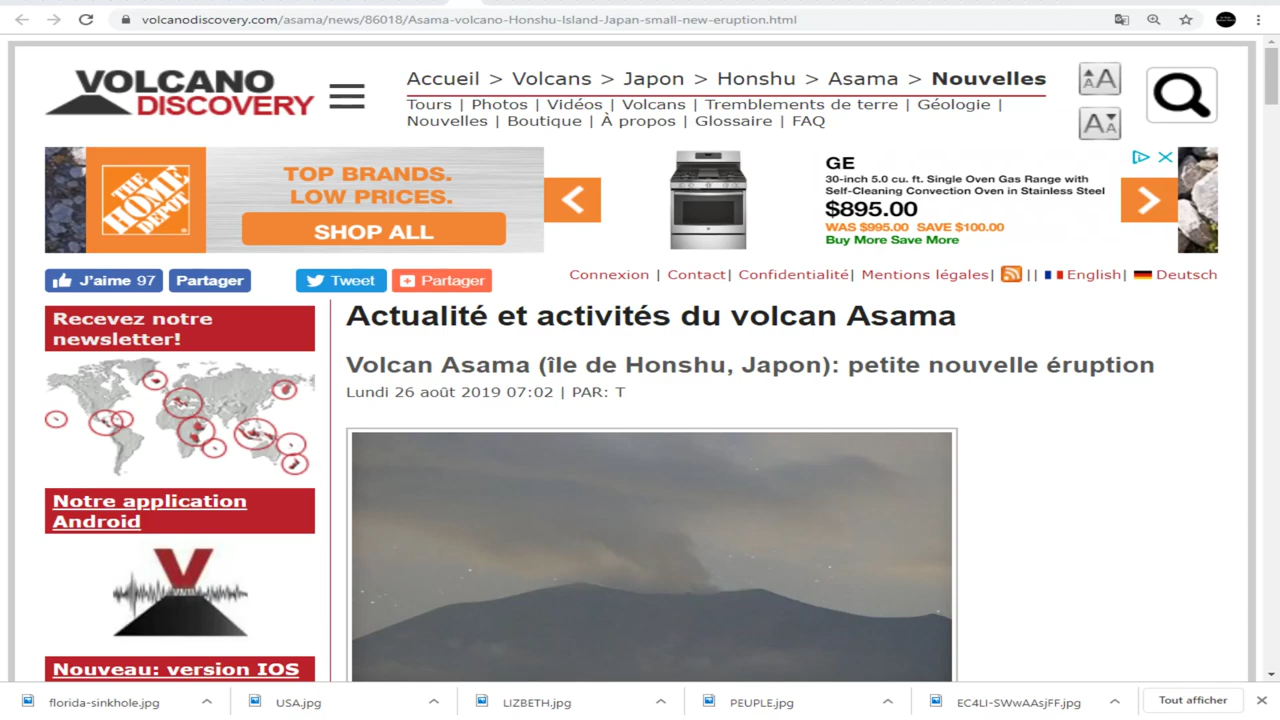 volcanodiscovery.com/asama/news/86018/Asama-volcano-Honshu-Island-Japan-small-new-eruption.html
VOLCANO
DISCOVERY
Accueil > Volcans > Japon > Honshu > Asama > Nouvelles
Tours | Photos | Vidéos | Volcans | Tremblements de terre | Géologie |
Nouvelles | Boutique | À propos | Glossaire | FAQ
AA
AA
THE HOME DEPOT
TOP BRANDS.
LOW PRICES.
SHOP ALL
GE
30-inch 5.0 cu. ft. Single Oven Gas Range with
Self-Cleaning Convection Oven in Stainless Steel
$895.00
WAS $995.00 SAVE $100.00
Buy More Save More
J'aime 97
Partager
Tweet
Partager
Connexion | Contact| Confidentialité| Mentions légales| || English| Deutsch
Recevez notre
newsletter!
Actualité et activités du volcan Asama
Volcan Asama (île de Honshu, Japon): petite nouvelle éruption
Lundi 26 août 2019 07:02 | PAR: T
Notre application
Android
Nouveau: version IOS
florida-sinkhole.jpg
USA.jpg
LIZBETH.jpg
PEUPLE.jpg
EC4LI-SWwAAsjFF.jpg
Tout afficher